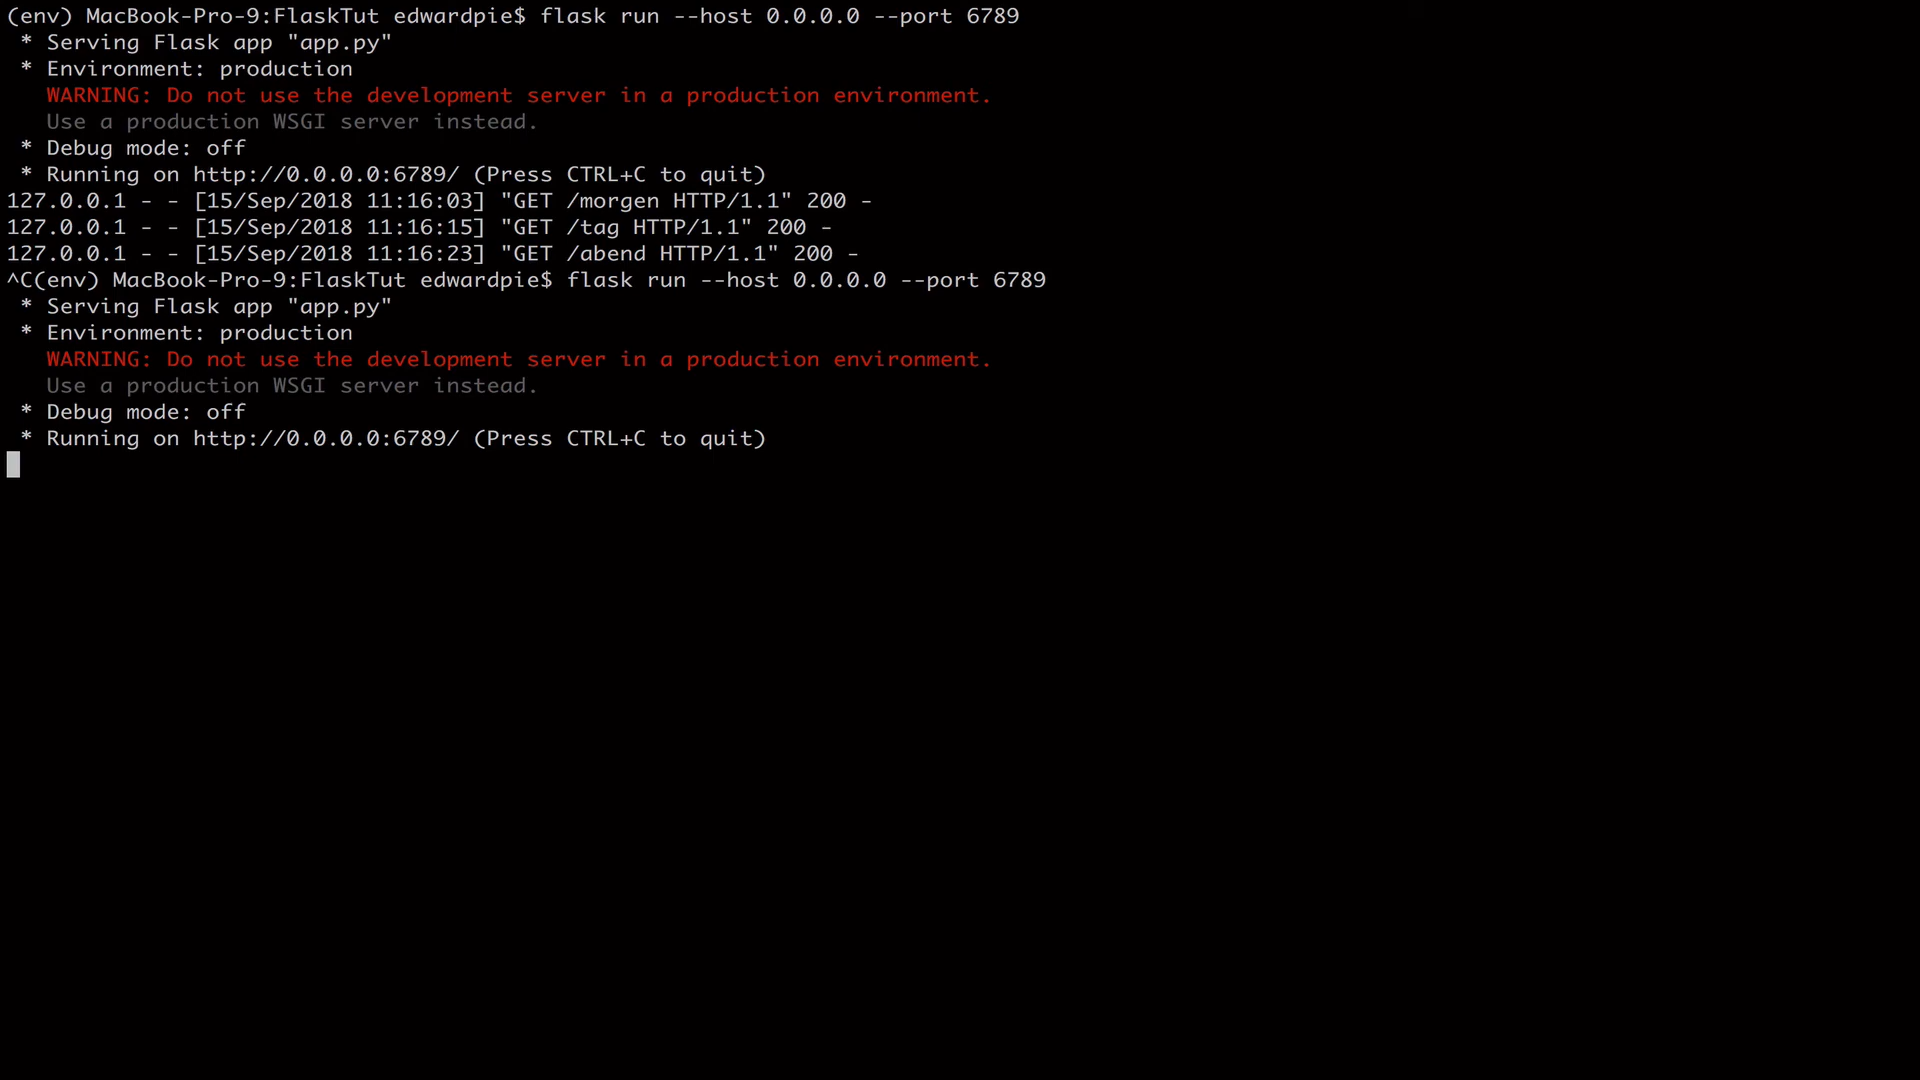 (env) MacBook-Pro-9:FlaskTut edwardpie$ flask run --host 0.0.0.0 --port 6789
 * Serving Flask app "app.py"
 * Environment: production
   WARNING: Do not use the development server in a production environment.
   Use a production WSGI server instead.
 * Debug mode: off
 * Running on http://0.0.0.0:6789/ (Press CTRL+C to quit)
127.0.0.1 - - [15/Sep/2018 11:16:03] "GET /morgen HTTP/1.1" 200 -
127.0.0.1 - - [15/Sep/2018 11:16:15] "GET /tag HTTP/1.1" 200 -
127.0.0.1 - - [15/Sep/2018 11:16:23] "GET /abend HTTP/1.1" 200 -
^C(env) MacBook-Pro-9:FlaskTut edwardpie$ flask run --host 0.0.0.0 --port 6789
 * Serving Flask app "app.py"
 * Environment: production
   WARNING: Do not use the development server in a production environment.
   Use a production WSGI server instead.
 * Debug mode: off
 * Running on http://0.0.0.0:6789/ (Press CTRL+C to quit)